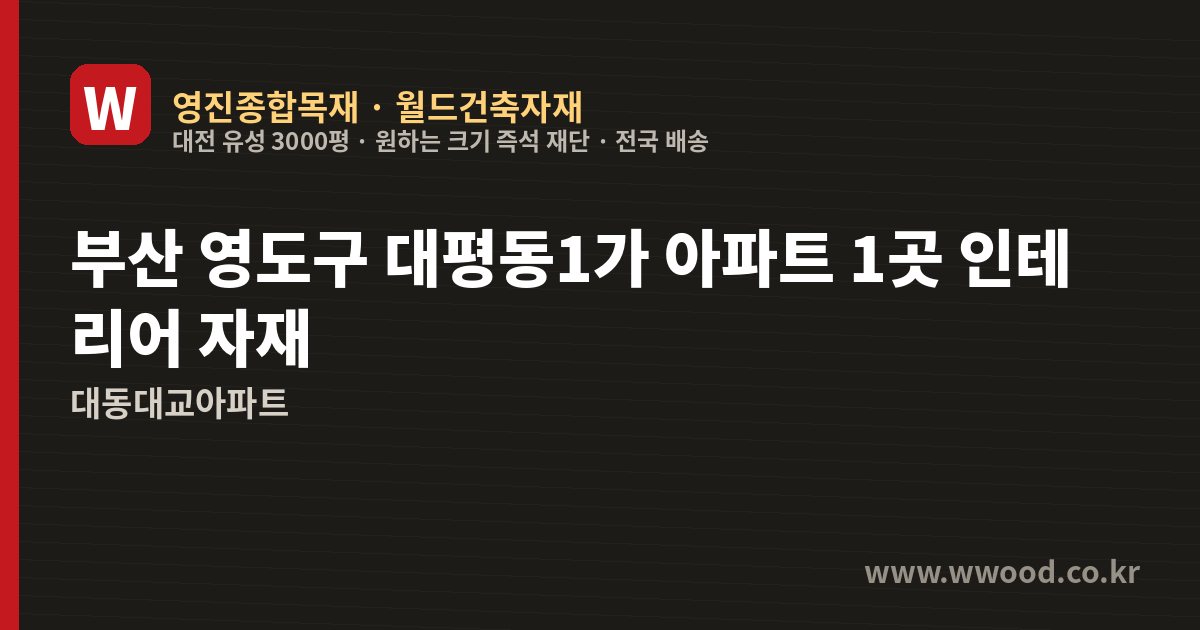 W
영진종합목재 · 월드건축자재
대전 유성 3000평 · 원하는 크기 즉석 재단 · 전국 배송
부산 영도구 대평동1가 아파트 1곳 인테
리어 자재
대동대교아파트
www.wwood.co.kr